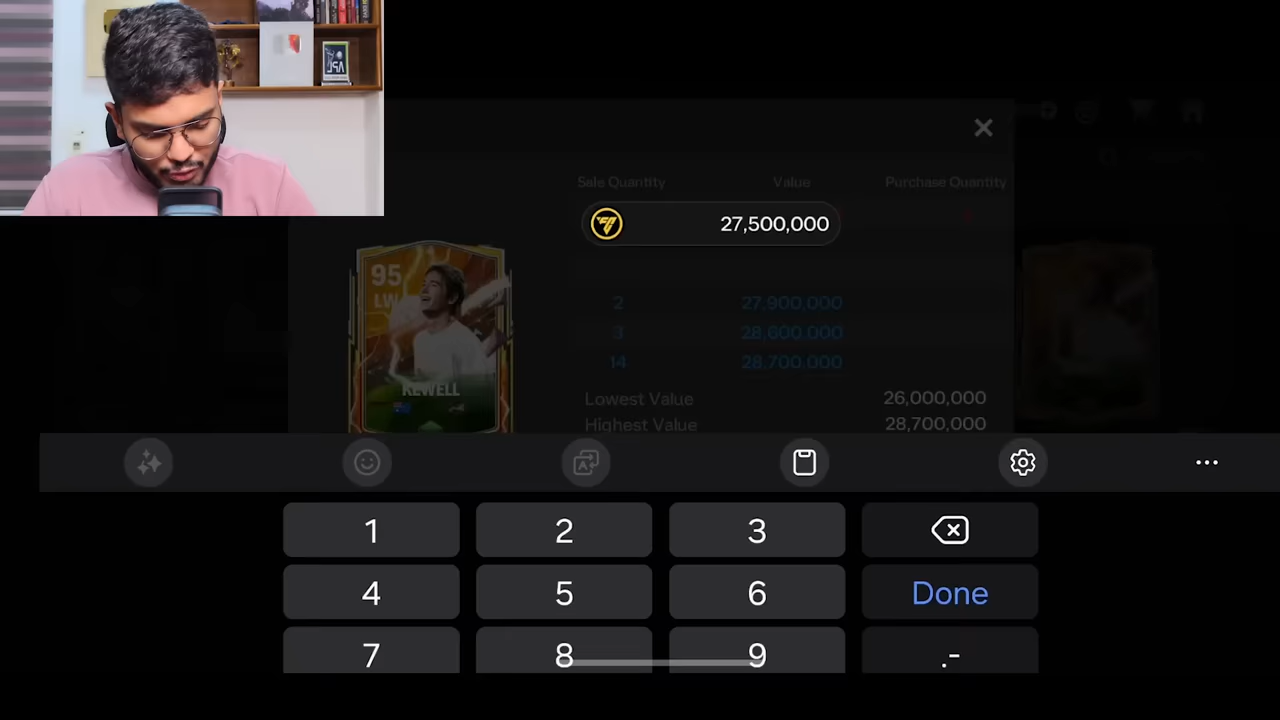 Sale Quantity Value Purchase Quantity
27,500,000
95
LW
2 27,900,000
3 28,600,000
14 28,700,000
KEWELL
Lowest Value 26,000,000
Highest Value 28,700,000
1 2 3
4 5 6 Done
7 8 9 .-